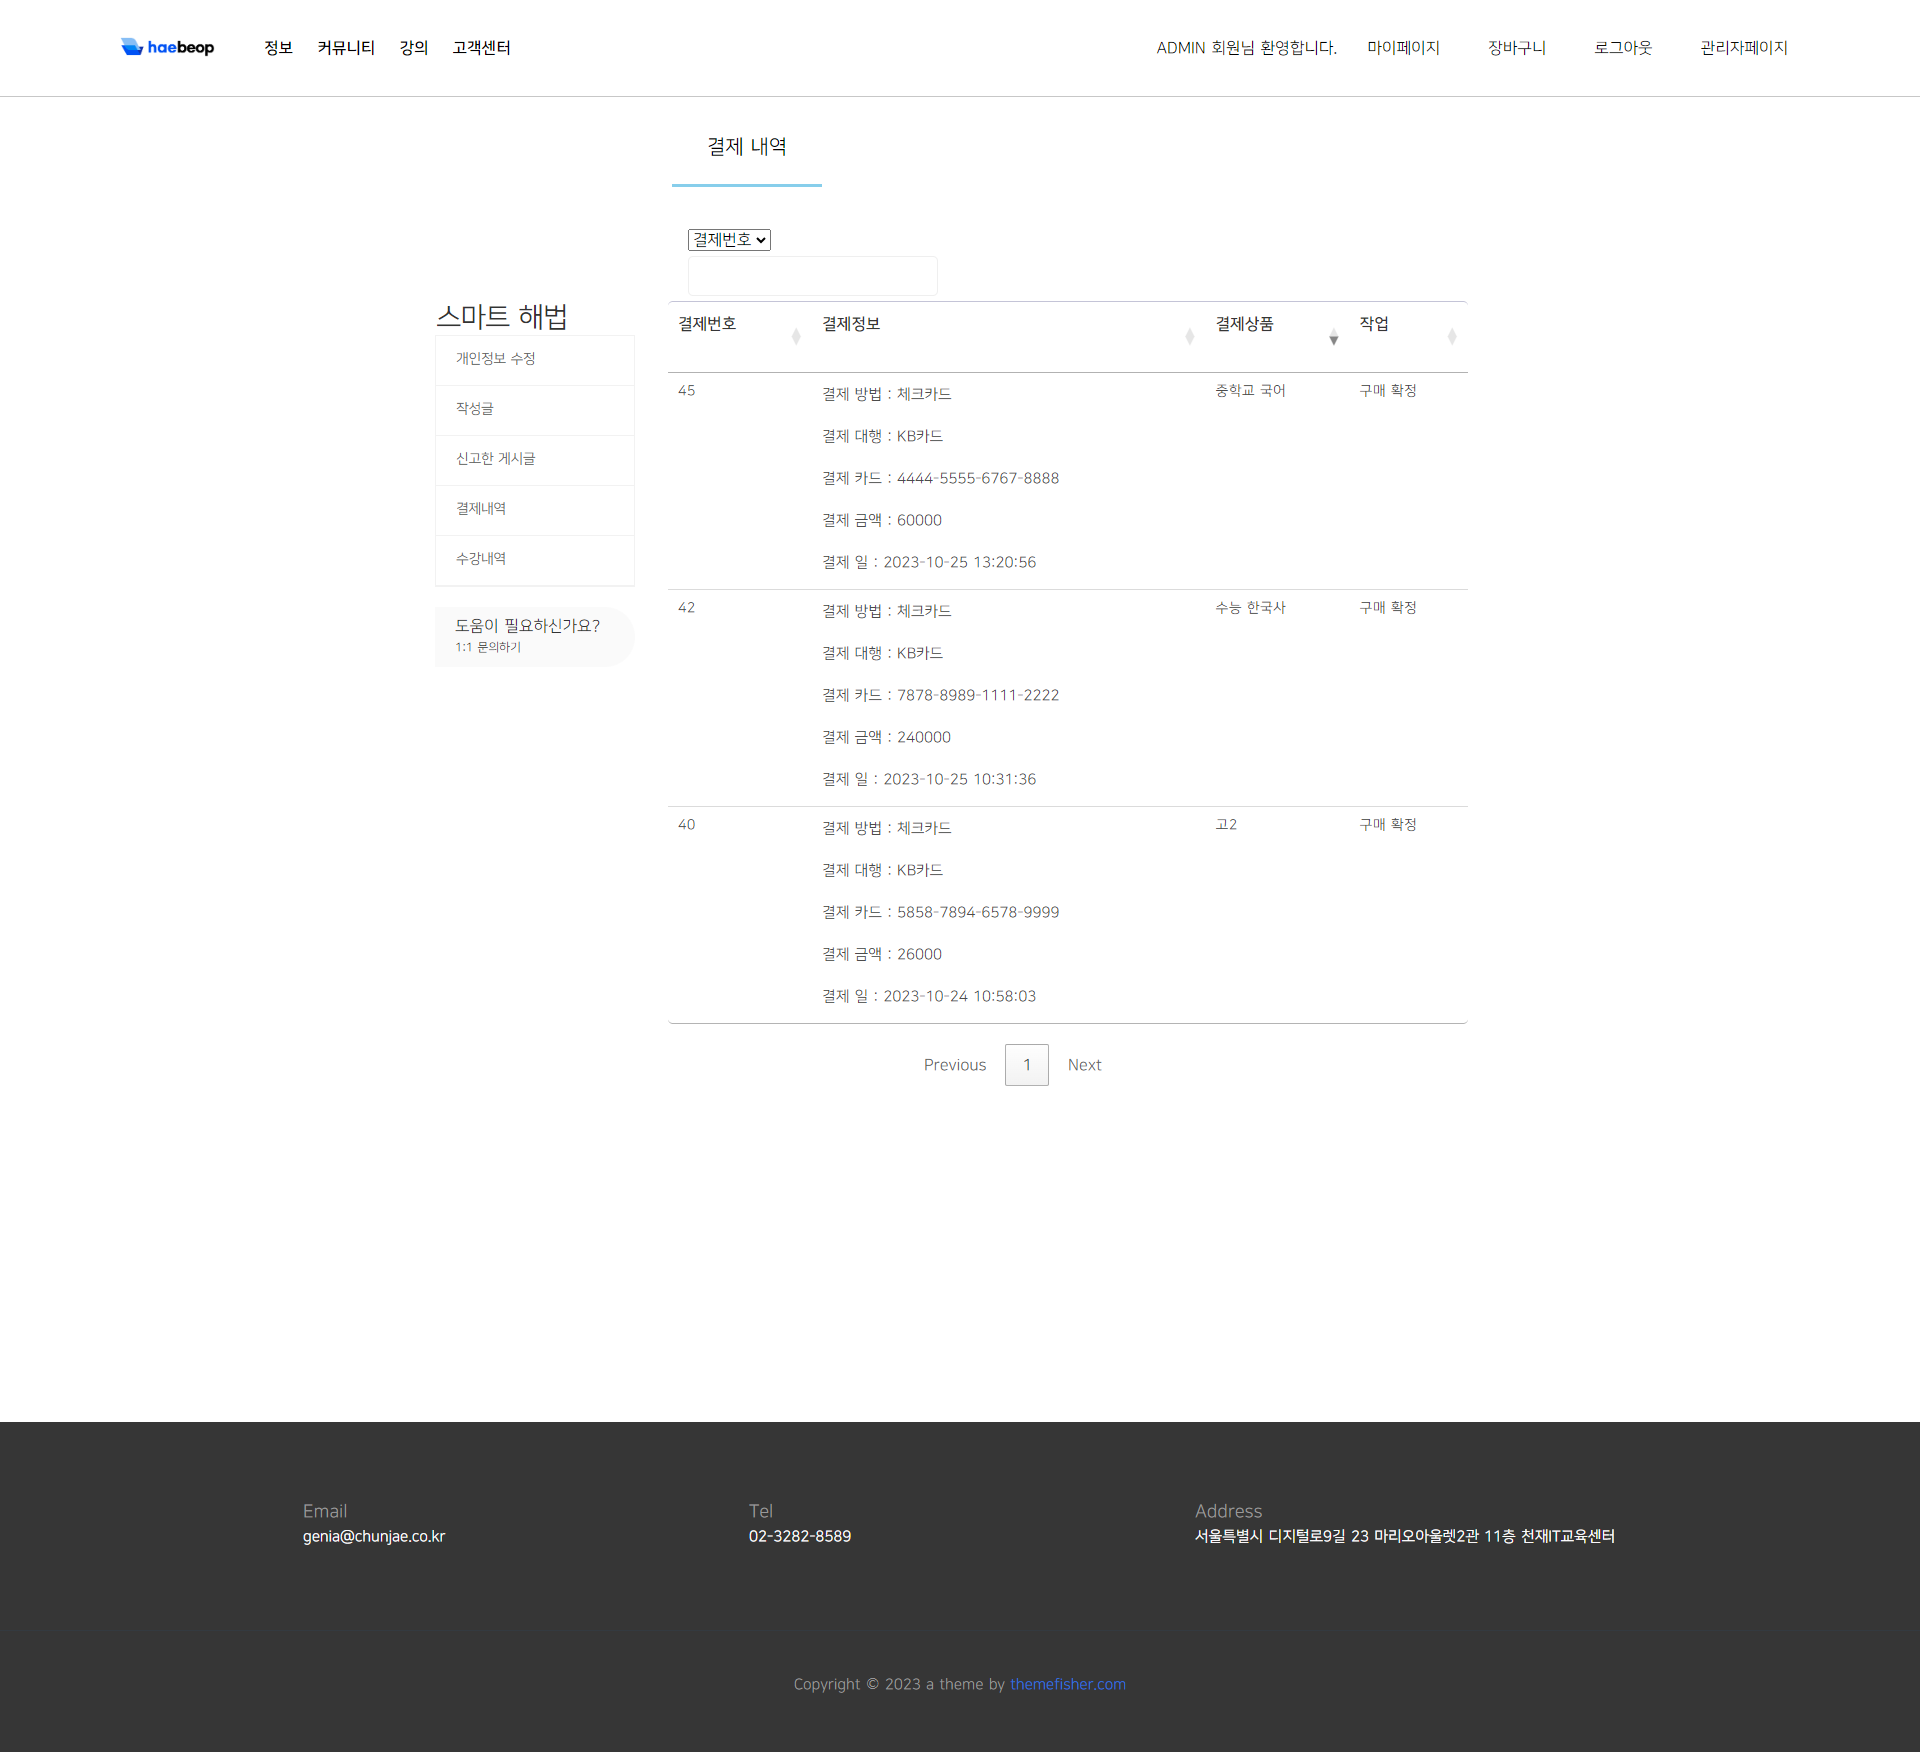 haebeop
정보 커뮤니티 강의 고객센터
ADMIN 회원님 환영합니다. 마이페이지 장바구니 로그아웃 관리자페이지
결제 내역
결제번호
스마트 해법
개인정보 수정
작성글
신고한 게시글
결제내역
수강내역
도움이 필요하신가요?
1:1 문의하기
결제번호 결제정보 결제상품 작업
45 결제 방법 : 체크카드 중학교 국어 구매 확정
결제 대행 : KB카드
결제 카드 : 4444-5555-6767-8888
결제 금액 : 60000
결제 일 : 2023-10-25 13:20:56
42 결제 방법 : 체크카드 수능 한국사 구매 확정
결제 대행 : KB카드
결제 카드 : 7878-8989-1111-2222
결제 금액 : 240000
결제 일 : 2023-10-25 10:31:36
40 결제 방법 : 체크카드 고2 구매 확정
결제 대행 : KB카드
결제 카드 : 5858-7894-6578-9999
결제 금액 : 26000
결제 일 : 2023-10-24 10:58:03
Previous 1 Next
Email
genia@chunjae.co.kr
Tel
02-3282-8589
Address
서울특별시 디지털로9길 23 마리오아울렛2관 11층 천재IT교육센터
Copyright © 2023 a theme by themefisher.com